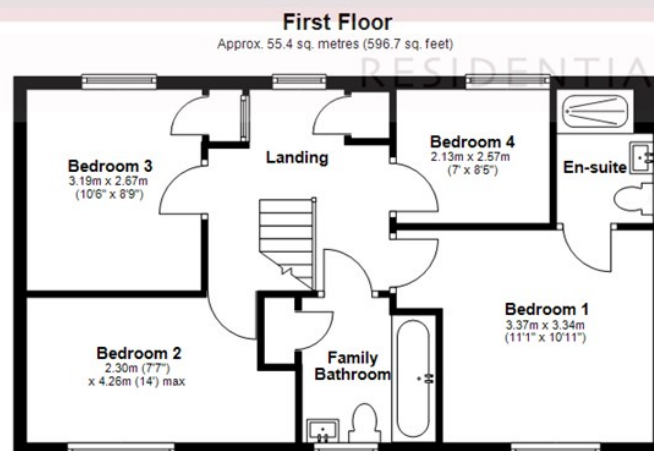 First Floor
Approx. 55.4 sq. metres (596.7 sq. feet)
RESIDENTIA
Bedroom 3
3.19m x 2.67m
(10'6" x 8'9")
Landing
Bedroom 4
2.13m x 2.57m
(7' x 8'5")
En-suite
Bedroom 1
3.37m x 3.34m
(11'1" x 10'11")
Bedroom 2
2.30m (7'7")
x 4.26m (14') max
Family
Bathroom